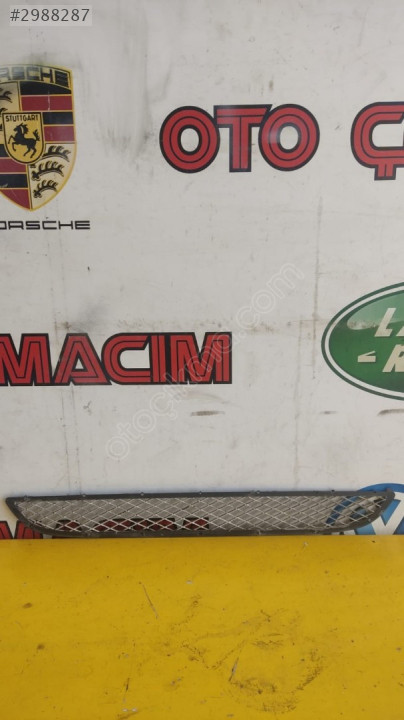 #2988287
PORSCHE
STUTTGART
OTO Ç
PORSCHE
MACIM
otoçıkma.com